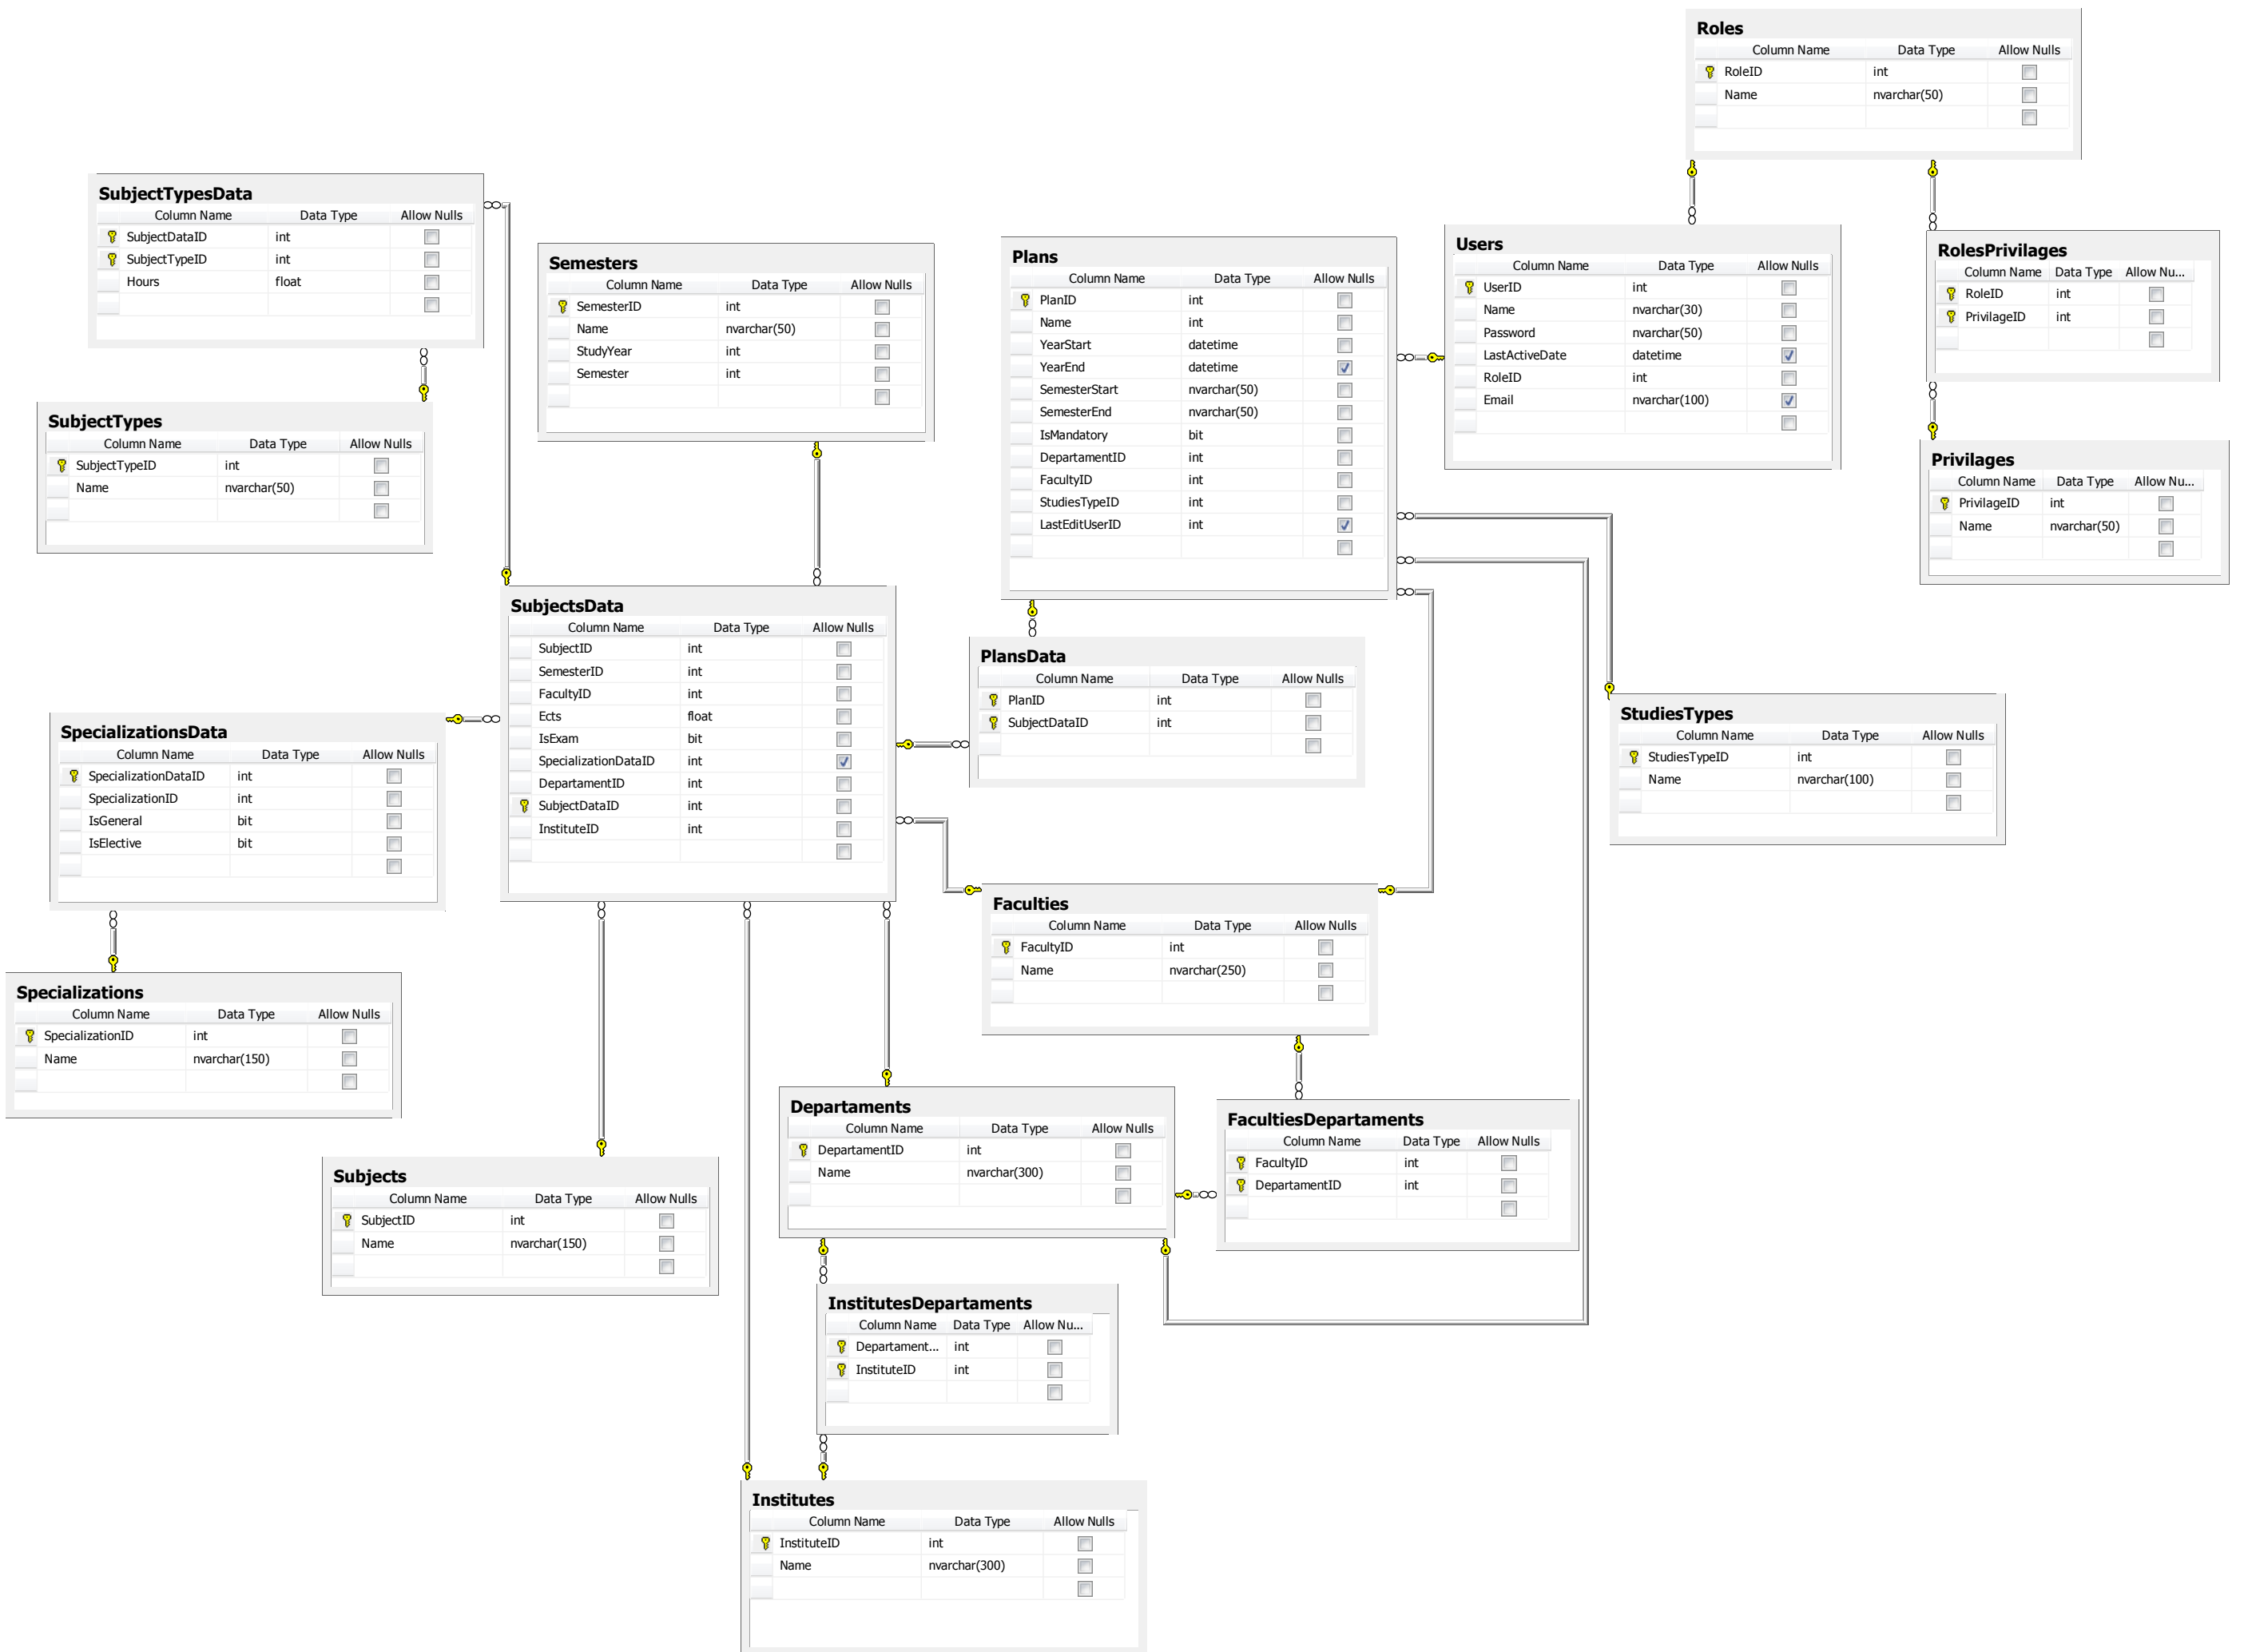 Roles
Column Name Data Type Allow Nulls
RoleID int
Name nvarchar(50)
SubjectTypesData
Column Name Data Type Allow Nulls
SubjectDataID int
SubjectTypeID int
Hours float
Semesters
Column Name Data Type Allow Nulls
SemesterID int
Name nvarchar(50)
StudyYear int
Semester int
Plans
Column Name Data Type Allow Nulls
PlanID int
Name int
YearStart datetime
YearEnd datetime
SemesterStart nvarchar(50)
SemesterEnd nvarchar(50)
IsMandatory bit
DepartamentID int
FacultyID int
StudiesTypeID int
LastEditUserID int
Users
Column Name Data Type Allow Nulls
UserID int
Name nvarchar(30)
Password nvarchar(50)
LastActiveDate datetime
RoleID int
Email nvarchar(100)
RolesPrivilages
Column Name Data Type Allow Nu...
RoleID int
PrivilageID int
SubjectTypes
Column Name Data Type Allow Nulls
SubjectTypeID int
Name nvarchar(50)
Privilages
Column Name Data Type Allow Nu...
PrivilageID int
Name nvarchar(50)
SubjectsData
Column Name Data Type Allow Nulls
SubjectID int
SemesterID int
FacultyID int
Ects float
IsExam bit
SpecializationDataID int
DepartamentID int
SubjectDataID int
InstituteID int
PlansData
Column Name Data Type Allow Nulls
PlanID int
SubjectDataID int
StudiesTypes
Column Name Data Type Allow Nulls
StudiesTypeID int
Name nvarchar(100)
SpecializationsData
Column Name Data Type Allow Nulls
SpecializationDataID int
SpecializationID int
IsGeneral bit
IsElective bit
Faculties
Column Name Data Type Allow Nulls
FacultyID int
Name nvarchar(250)
Specializations
Column Name Data Type Allow Nulls
SpecializationID int
Name nvarchar(150)
Departaments
Column Name Data Type Allow Nulls
DepartamentID int
Name nvarchar(300)
FacultiesDepartaments
Column Name Data Type Allow Nulls
FacultyID int
DepartamentID int
Subjects
Column Name Data Type Allow Nulls
SubjectID int
Name nvarchar(150)
InstitutesDepartaments
Column Name Data Type Allow Nu...
Departament... int
InstituteID int
Institutes
Column Name Data Type Allow Nulls
InstituteID int
Name nvarchar(300)